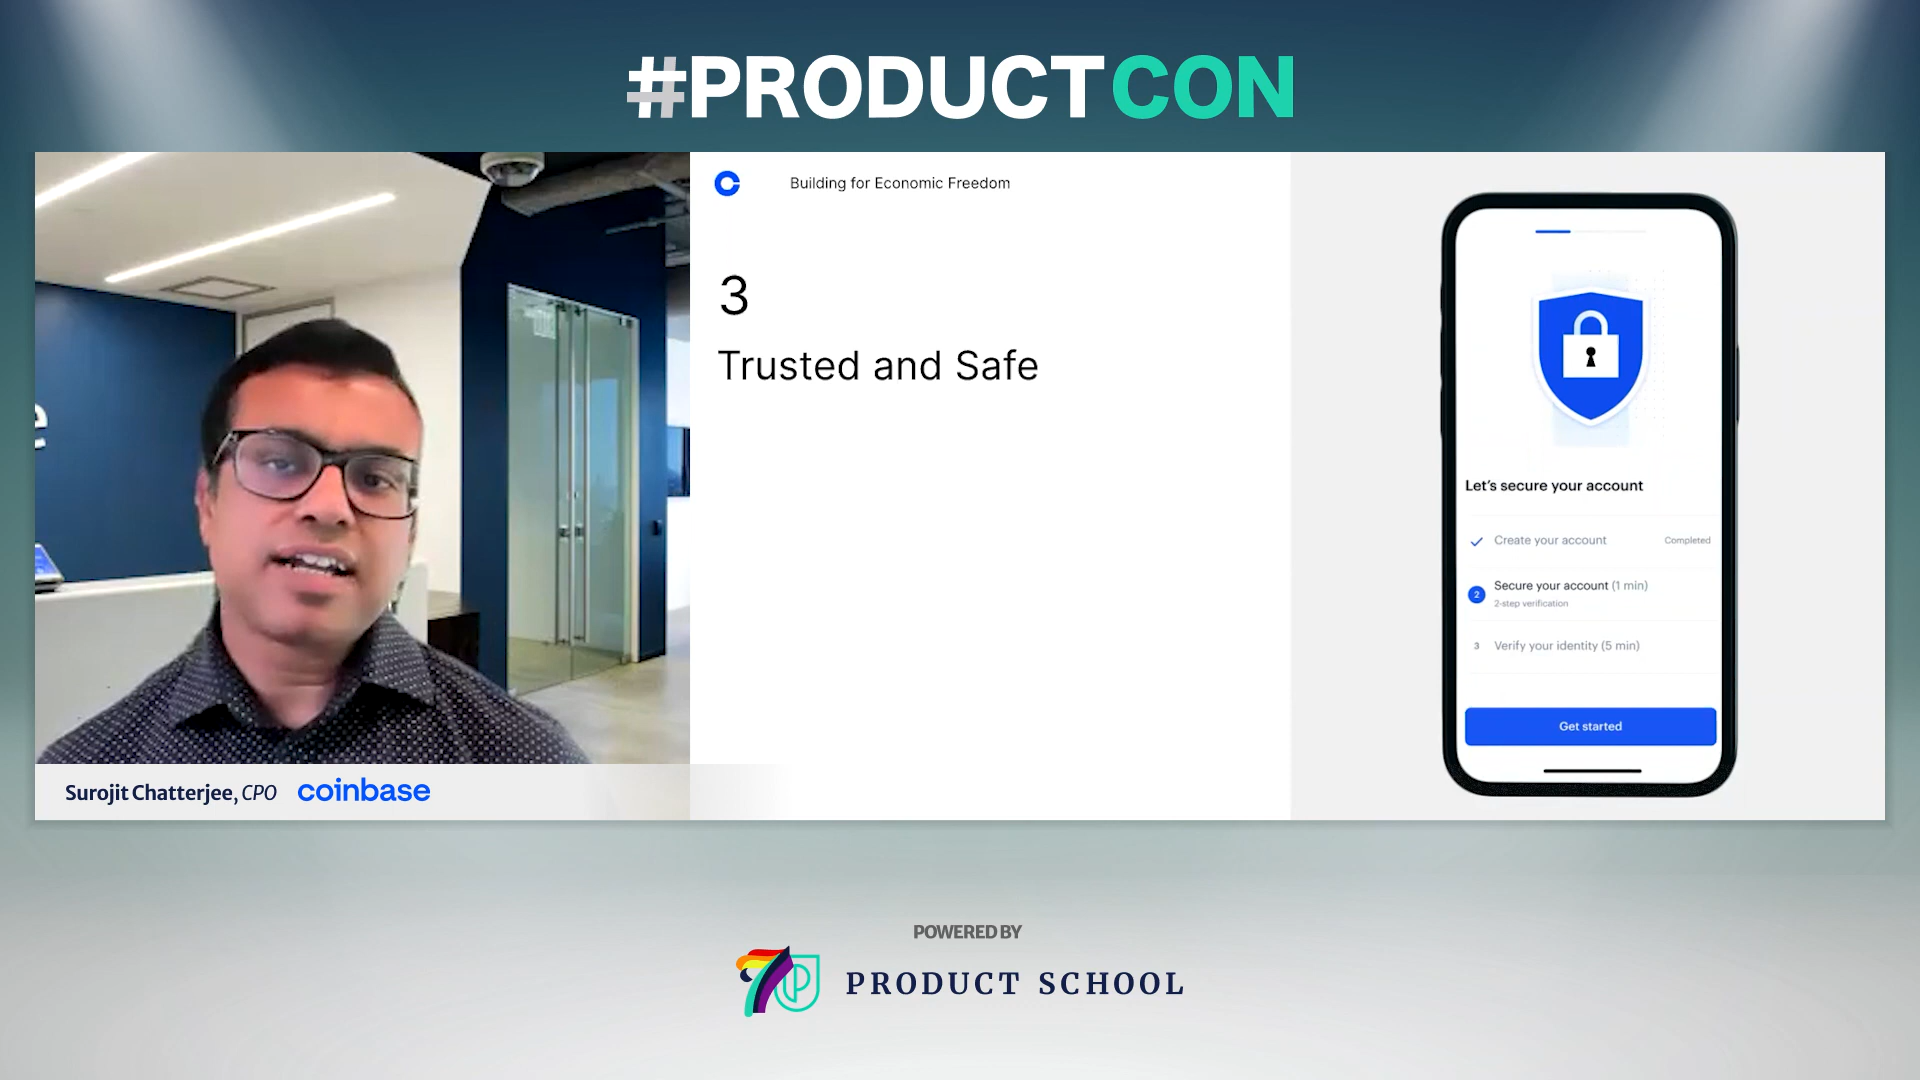 #PRODUCTCON
e
Building for Economic Freedom
3
Trusted and Safe
Let's secure your account
Create your account Completed
2 Secure your account (1 min)
2-step verification
3 Verify your identity (5 min)
Get started
Surojit Chatterjee, CPO coinbase
POWERED BY
PRODUCT SCHOOL